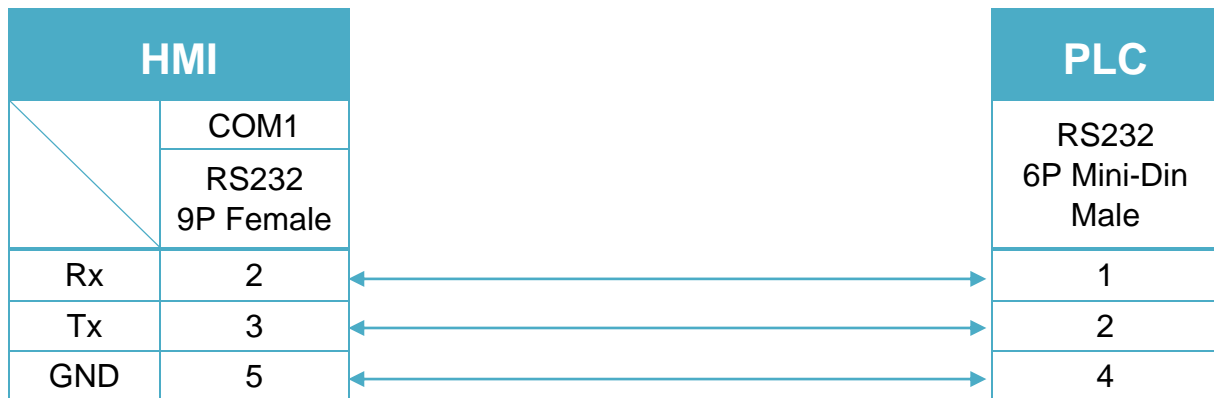 HMI
PLC
COM1
RS232
9P Female
RS232
6P Mini-Din
Male
Rx 2 1
Tx 3 2
GND 5 4